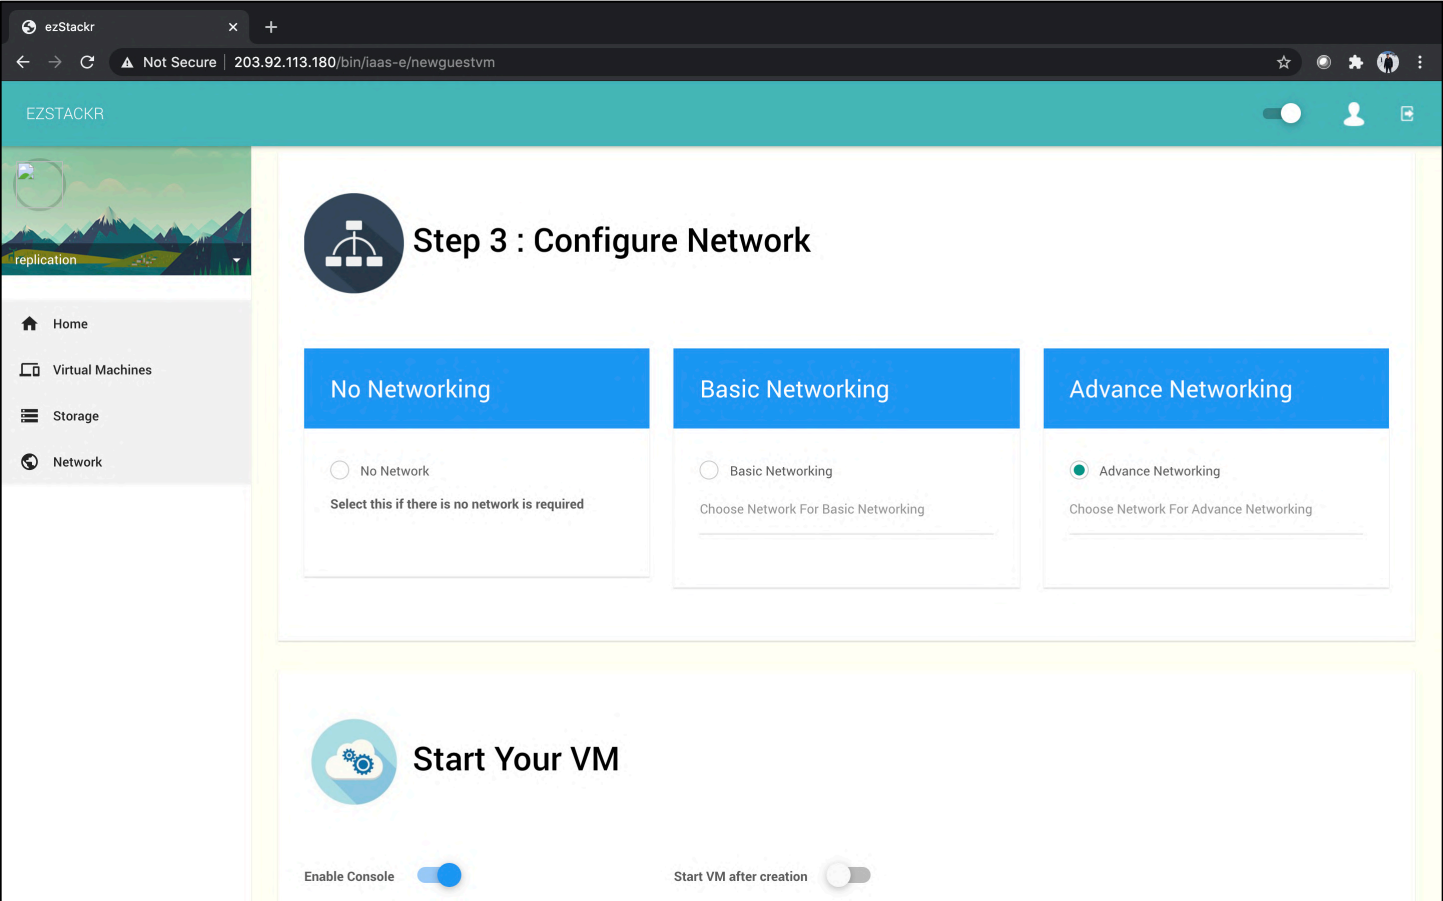 ezStackr
Not Secure | 203.92.113.180/bin/iaas-e/newguestvm
EZSTACKR
replication
Home
Virtual Machines
Storage
Network
Step 3 : Configure Network
No Networking
No Network
Select this if there is no network is required
Basic Networking
Basic Networking
Choose Network For Basic Networking
Advance Networking
Advance Networking
Choose Network For Advance Networking
Start Your VM
Enable Console
Start VM after creation